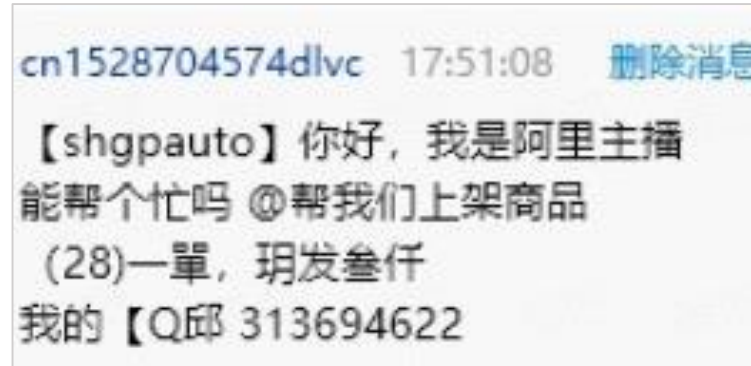 cn1528704574dlvc 17:51:08 删除消息
【shgpauto】你好，我是阿里主播
能帮个忙吗 @帮我们上架商品
(28)一單，玥发叁仟
我的【Q邱 313694622